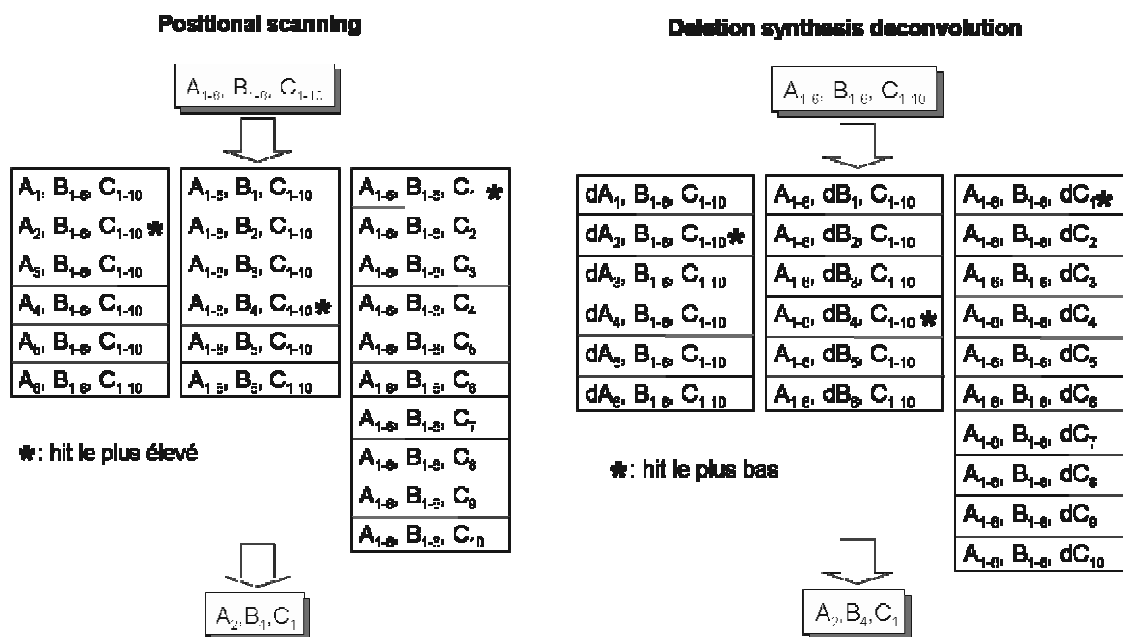 Positional scanning
A₁₋₆, B₁₋₆, C₁₋₁₀
A₁, B₁₋₆, C₁₋₁₀
A₂, B₁₋₆, C₁₋₁₀ *
A₃, B₁₋₆, C₁₋₁₀
A₄, B₁₋₆, C₁₋₁₀
A₅, B₁₋₆, C₁₋₁₀
A₆, B₁₋₆, C₁₋₁₀
A₁₋₆, B₁, C₁₋₁₀
A₁₋₆, B₂, C₁₋₁₀
A₁₋₆, B₃, C₁₋₁₀
A₁₋₆, B₄, C₁₋₁₀ *
A₁₋₆, B₅, C₁₋₁₀
A₁₋₆, B₆, C₁₋₁₀
A₁₋₆, B₁₋₆, C₁ *
A₁₋₆, B₁₋₆, C₂
A₁₋₆, B₁₋₆, C₃
A₁₋₆, B₁₋₆, C₄
A₁₋₆, B₁₋₆, C₅
A₁₋₆, B₁₋₆, C₆
A₁₋₆, B₁₋₆, C₇
A₁₋₆, B₁₋₆, C₈
A₁₋₆, B₁₋₆, C₉
A₁₋₆, B₁₋₆, C₁₀
*: hit le plus élevé
A₂,B₄,C₁
Deletion synthesis deconvolution
A₁₋₆, B₁₋₆, C₁₋₁₀
dA₁, B₁₋₆, C₁₋₁₀
dA₂, B₁₋₆, C₁₋₁₀ *
dA₃, B₁₋₆, C₁₋₁₀
dA₄, B₁₋₆, C₁₋₁₀
dA₅, B₁₋₆, C₁₋₁₀
dA₆, B₁₋₆, C₁₋₁₀
A₁₋₆, dB₁, C₁₋₁₀
A₁₋₆, dB₂, C₁₋₁₀
A₁₋₆, dB₃, C₁₋₁₀
A₁₋₆, dB₄, C₁₋₁₀ *
A₁₋₆, dB₅, C₁₋₁₀
A₁₋₆, dB₆, C₁₋₁₀
A₁₋₆, B₁₋₆, dC₁ *
A₁₋₆, B₁₋₆, dC₂
A₁₋₆, B₁₋₆, dC₃
A₁₋₆, B₁₋₆, dC₄
A₁₋₆, B₁₋₆, dC₅
A₁₋₆, B₁₋₆, dC₆
A₁₋₆, B₁₋₆, dC₇
A₁₋₆, B₁₋₆, dC₈
A₁₋₆, B₁₋₆, dC₉
A₁₋₆, B₁₋₆, dC₁₀
*: hit le plus bas
A₂,B₄,C₁